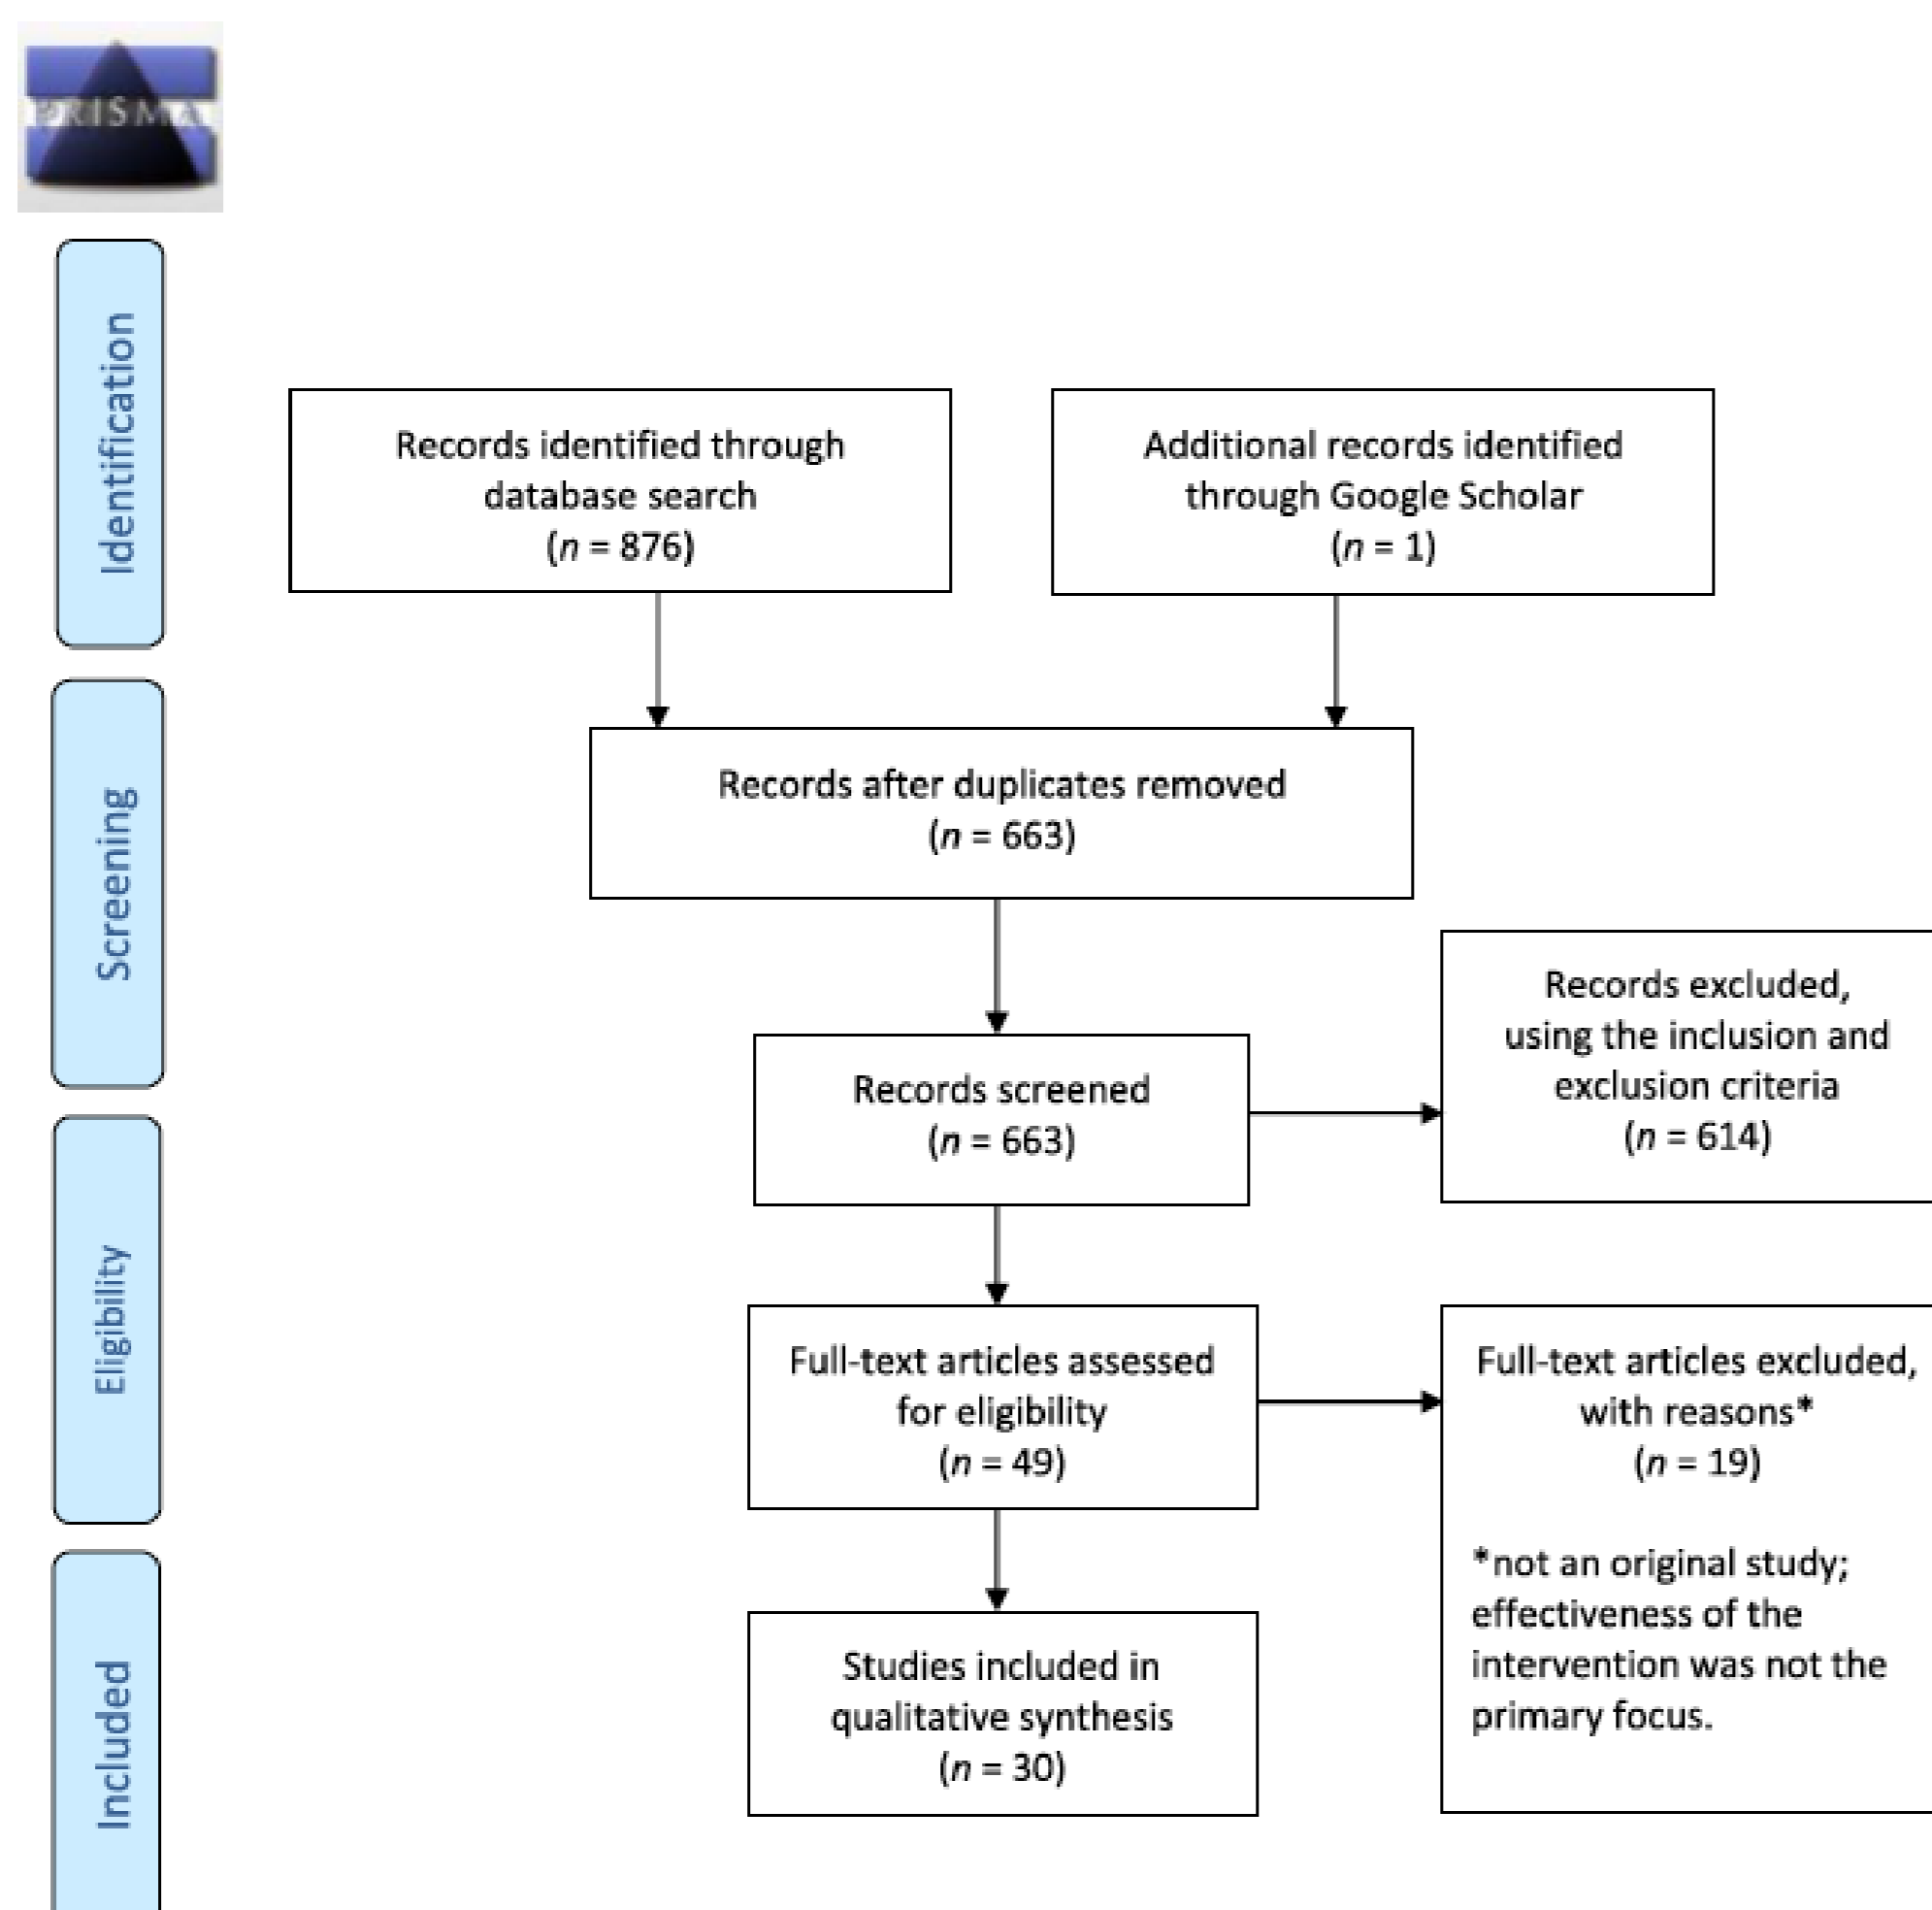 PRISMA
Identification
Records identified through
database search
(n = 876)
Additional records identified
through Google Scholar
(n = 1)
Screening
Records after duplicates removed
(n = 663)
Records screened
(n = 663)
Records excluded,
using the inclusion and
exclusion criteria
(n = 614)
Eligibility
Full-text articles assessed
for eligibility
(n = 49)
Full-text articles excluded,
with reasons*
(n = 19)
*not an original study;
effectiveness of the
intervention was not the
primary focus.
Included
Studies included in
qualitative synthesis
(n = 30)